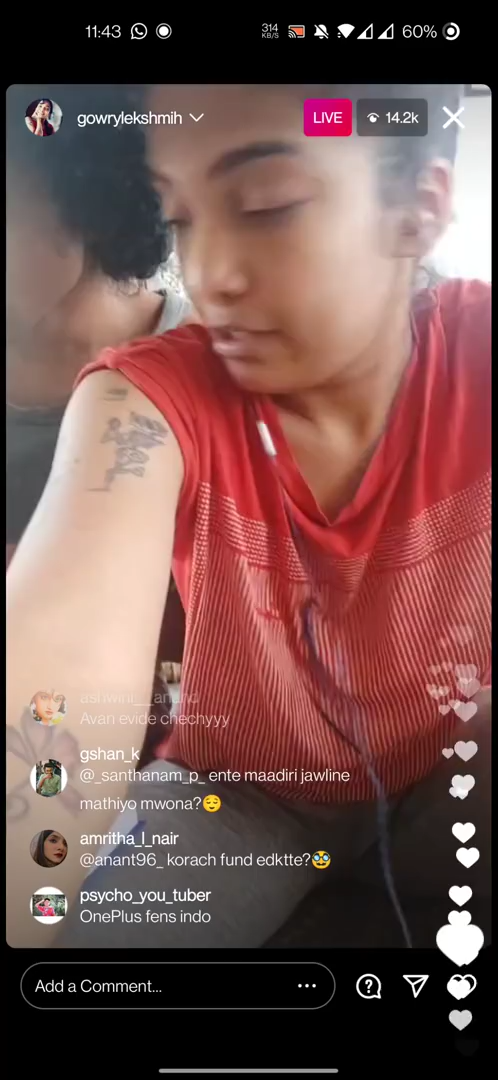 11:43
314
KB/S
60%
gowrylekshmih
LIVE
14.2k
ashwini__anand
Avan evide chechyyy
gshan_k
@_santhanam_p_ ente maadiri jawline
mathiyo mwona?😌
amritha_l_nair
@anant96_ korach fund edktte?🥸
psycho_you_tuber
OnePlus fens indo
Add a Comment...